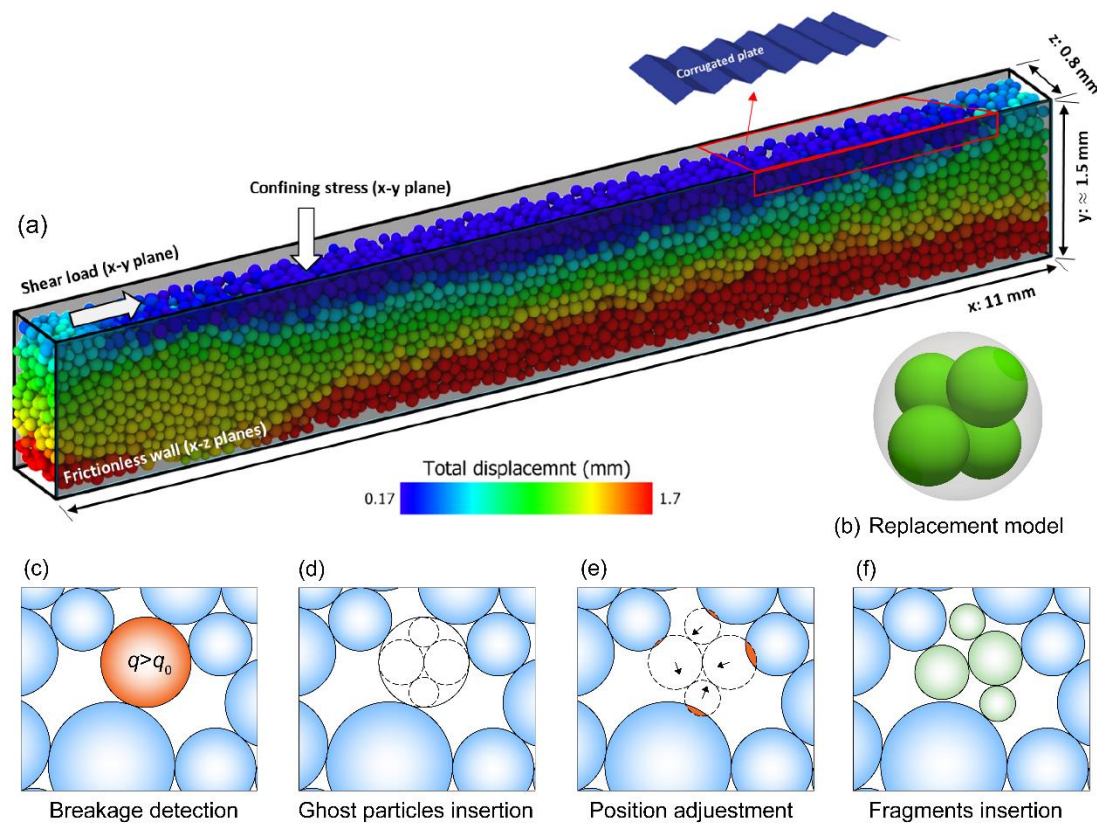 Corrugated plate
z: 0.8 mm
Confining stress (x-y plane)
(a)
y: ≈ 1.5 mm
Shear load (x-y plane)
x: 11 mm
Frictionless wall (x-z planes)
Total displacemnt (mm)
0.17
1.7
(b) Replacement model
(c)
(d)
(e)
(f)
q>q0
Breakage detection
Ghost particles insertion
Position adjustment
Fragments insertion